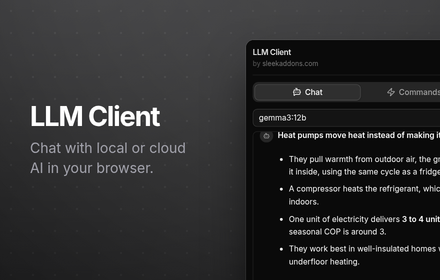 LLM Client
Chat with local or cloud
AI in your browser.
LLM Client
by sleekaddons.com
Chat
Commands
gemma3:12b
Heat pumps move heat instead of making it
They pull warmth from outdoor air, the
it inside, using the same cycle as a fridge
A compressor heats the refrigerant,
indoors.
One unit of electricity delivers 3 to 4
seasonal COP is around 3.
They work best in well-insulated homes
underfloor heating.